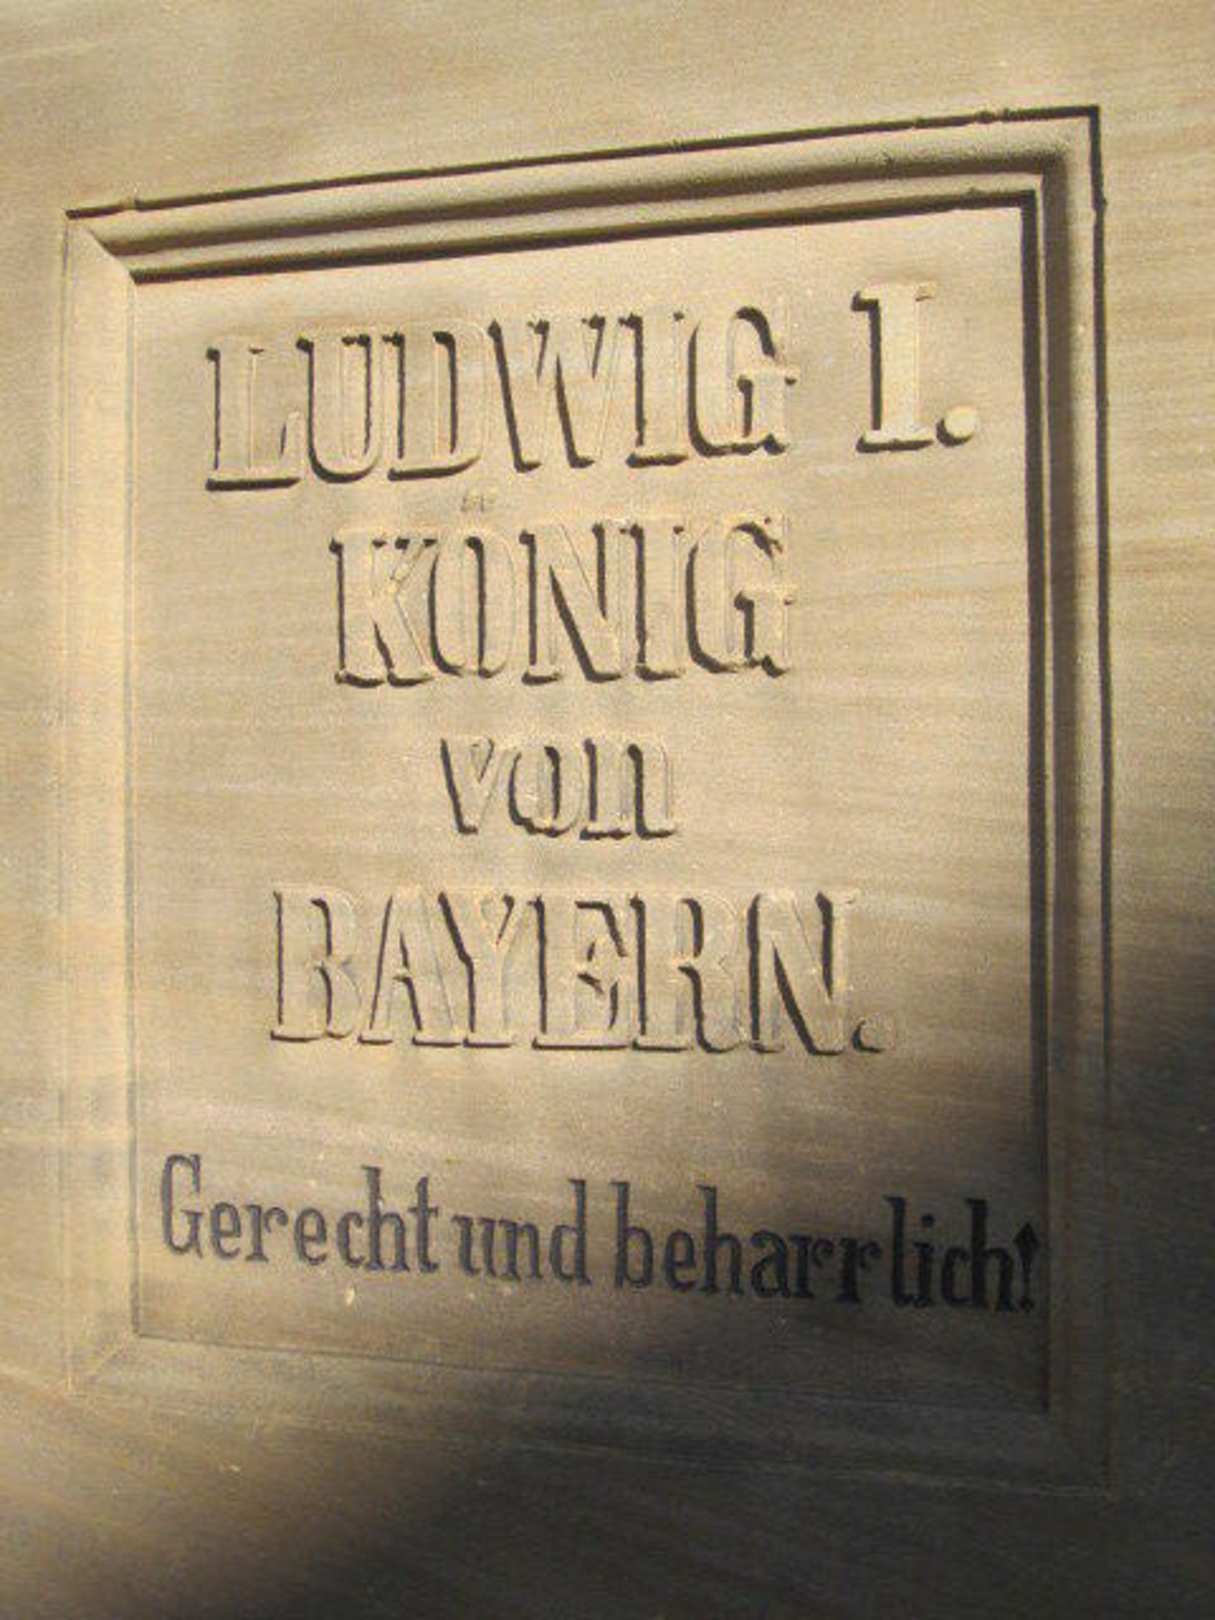 LUDWIG I.
KÖNIG
von
BAYERN.
Gerecht und beharrlich!